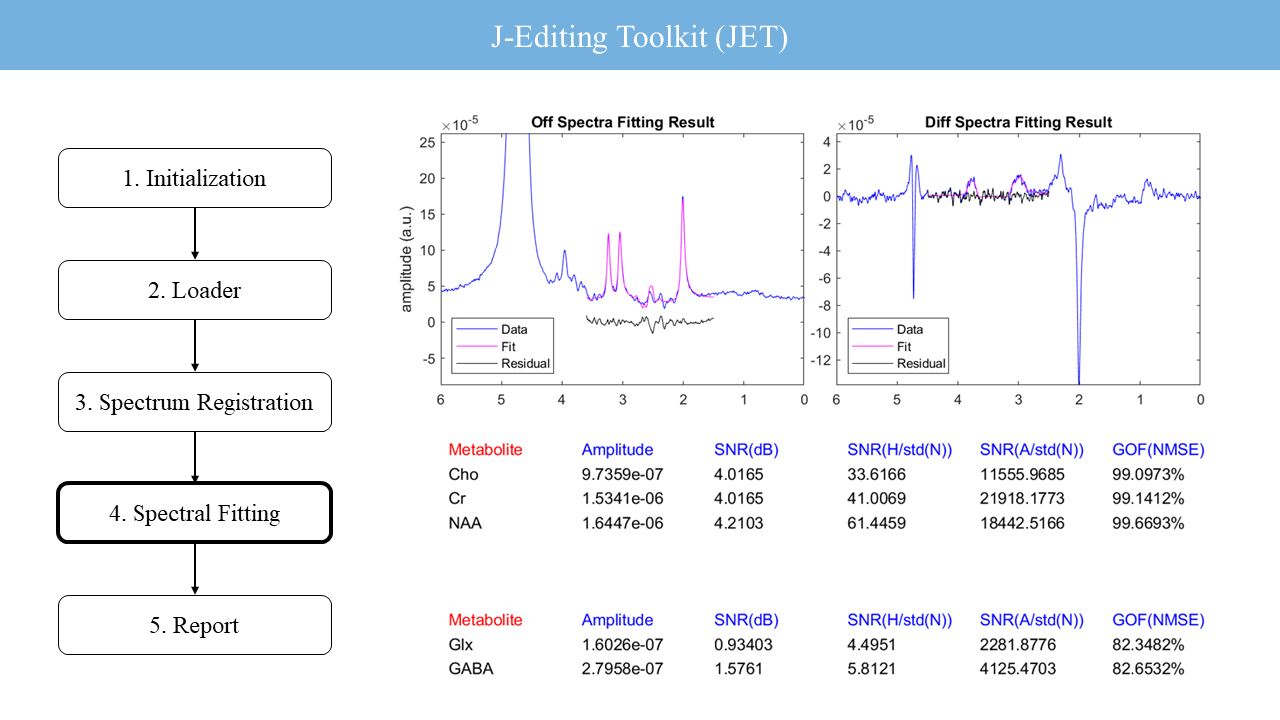 J-Editing Toolkit (JET)
1. Initialization
2. Loader
3. Spectrum Registration
4. Spectral Fitting
5. Report
Off Spectra Fitting Result
×10⁻⁵
25
20
15
10
5
0
-5
amplitude (a.u.)
6 5 4 3 2 1 0
Data
Fit
Residual
Diff Spectra Fitting Result
×10⁻⁵
4
2
0
-2
-4
-6
-8
-10
-12
6 5 4 3 2 1 0
Data
Fit
Residual
Metabolite Amplitude SNR(dB) SNR(H/std(N)) SNR(A/std(N)) GOF(NMSE)
Cho 9.7359e-07 4.0165 33.6166 11555.9685 99.0973%
Cr 1.5341e-06 4.0165 41.0069 21918.1773 99.1412%
NAA 1.6447e-06 4.2103 61.4459 18442.5166 99.6693%
Metabolite Amplitude SNR(dB) SNR(H/std(N)) SNR(A/std(N)) GOF(NMSE)
Glx 1.6026e-07 0.93403 4.4951 2281.8776 82.3482%
GABA 2.7958e-07 1.5761 5.8121 4125.4703 82.6532%